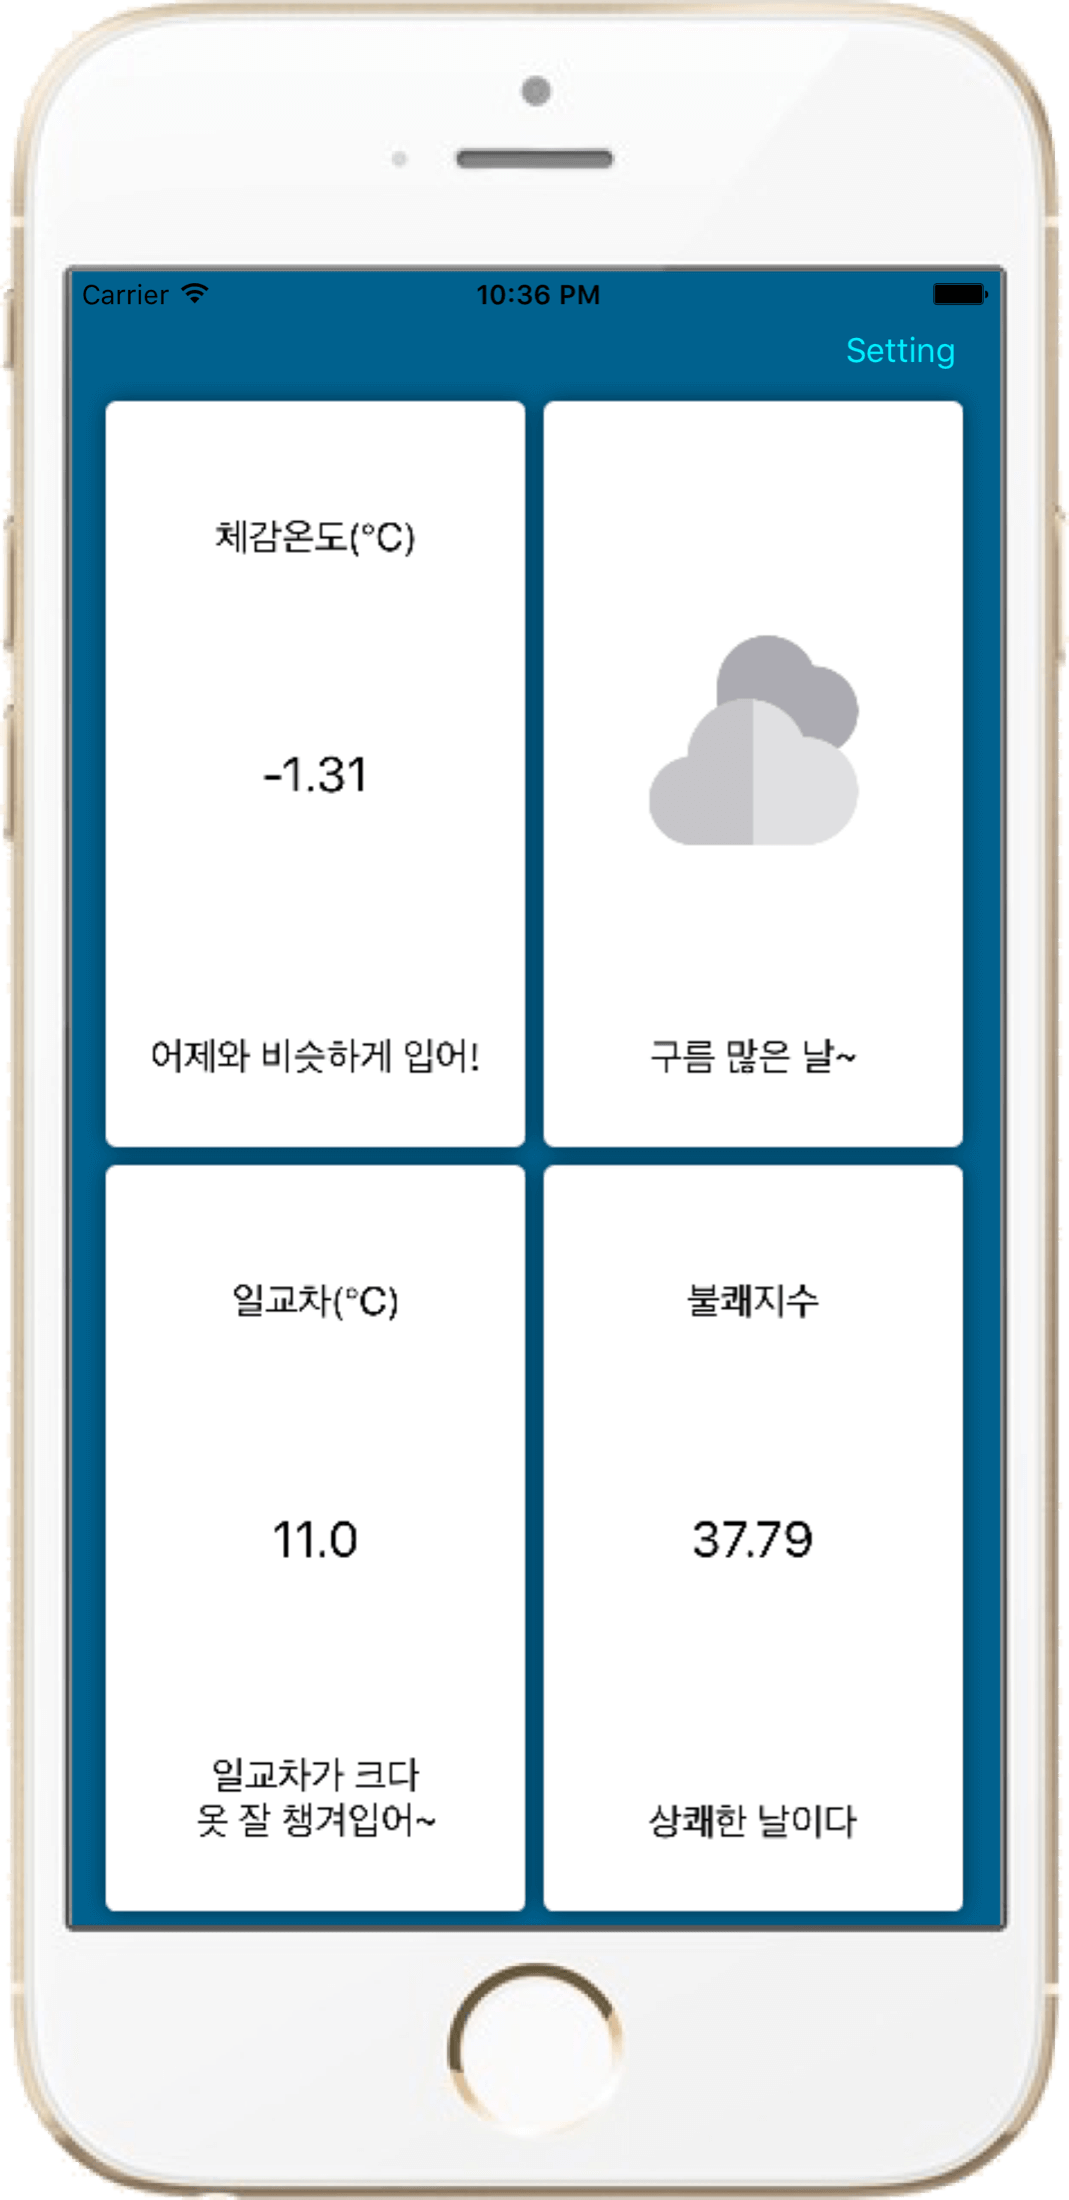 Carrier
10:36 PM
Setting
체감온도(°C)
-1.31
어제와 비슷하게 입어!
구름 많은 날~
일교차(°C)
11.0
일교차가 크다
옷 잘 챙겨입어~
불쾌지수
37.79
상쾌한 날이다